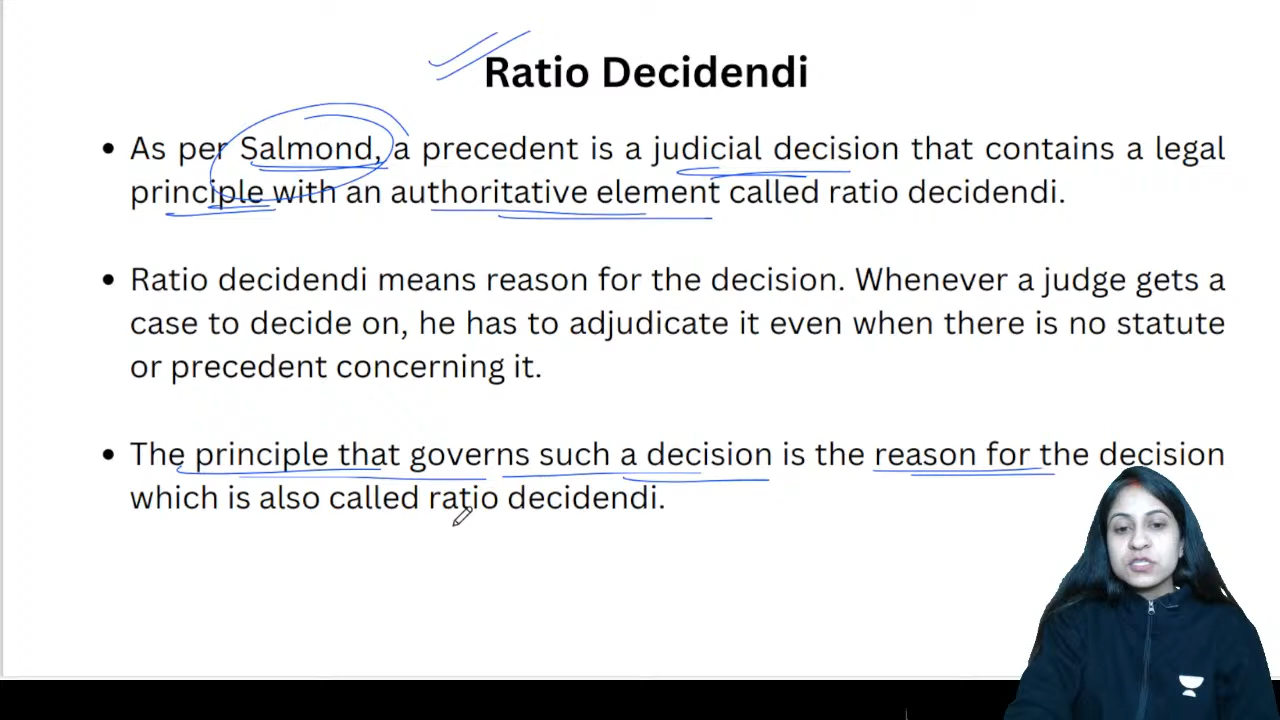 Ratio Decidendi
• As per Salmond, a precedent is a judicial decision that contains a legal
principle with an authoritative element called ratio decidendi.
• Ratio decidendi means reason for the decision. Whenever a judge gets a
case to decide on, he has to adjudicate it even when there is no statute
or precedent concerning it.
• The principle that governs such a decision is the reason for the decision
which is also called ratio decidendi.